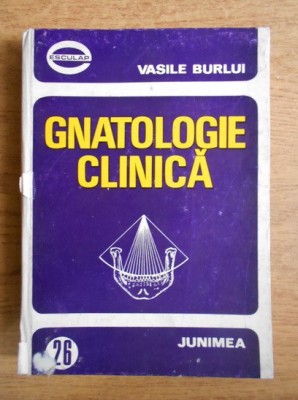 ESCULAP
VASILE BURLUI
GNATOLOGIE
CLINICĂ
26
JUNIMEA